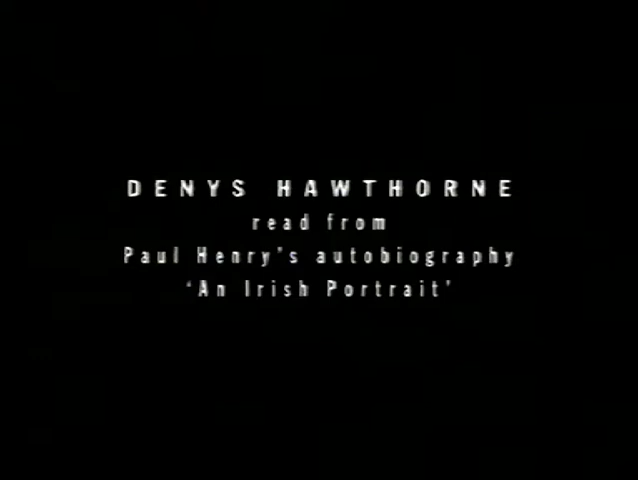 DENYS HAWTHORNE
read from
Paul Henry's autobiography
'An Irish Portrait'